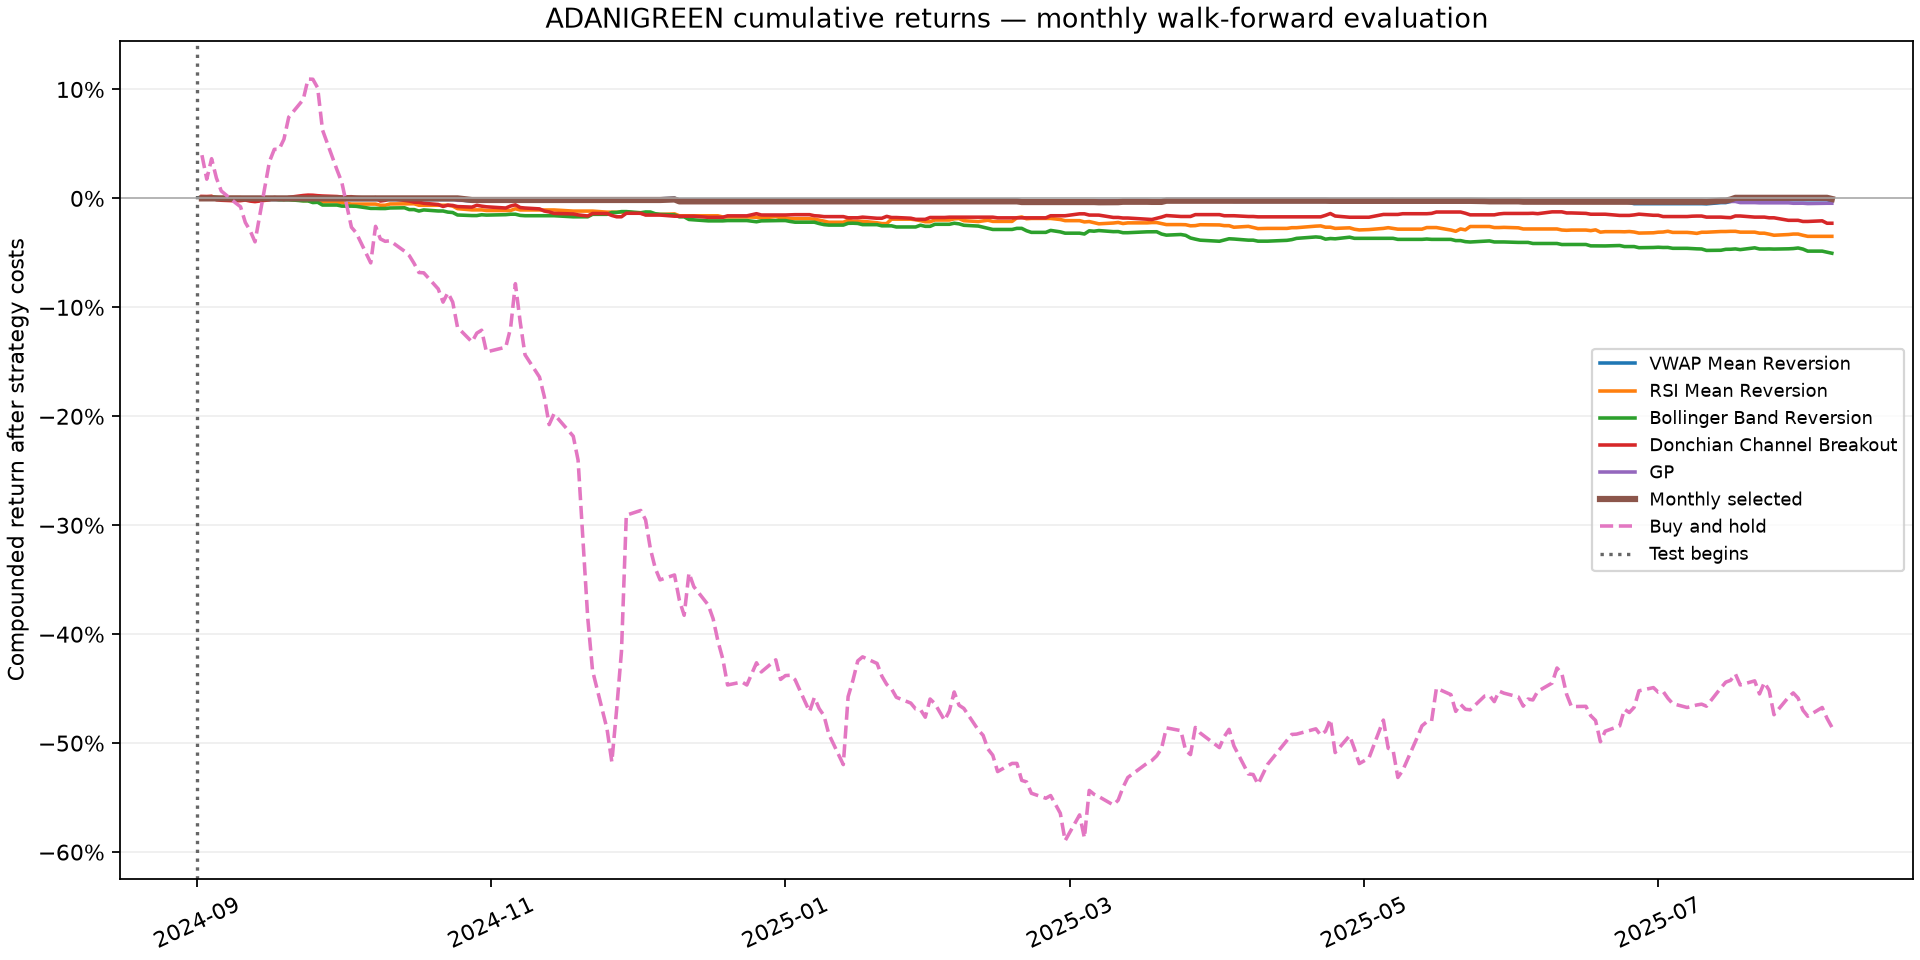 ADANIGREEN cumulative returns — monthly walk-forward evaluation
Compounded return after strategy costs
10%
0%
−10%
−20%
−30%
−40%
−50%
−60%
VWAP Mean Reversion
RSI Mean Reversion
Bollinger Band Reversion
Donchian Channel Breakout
GP
Monthly selected
Buy and hold
Test begins
2024-09
2024-11
2025-01
2025-03
2025-05
2025-07